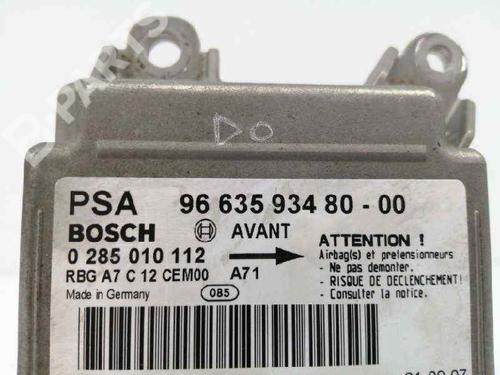 B-PARTS
DO
PSA 96 635 934 80 - 00
BOSCH AVANT
0 285 010 112
RBG A7 C 12 CEM00 A71
Made in Germany 085
ATTENTION !
Airbag(s) et pretensionneurs
- Ne pas demonter.
- RISQUE DE DECLENCHEMENT!
- Consulter la notice.